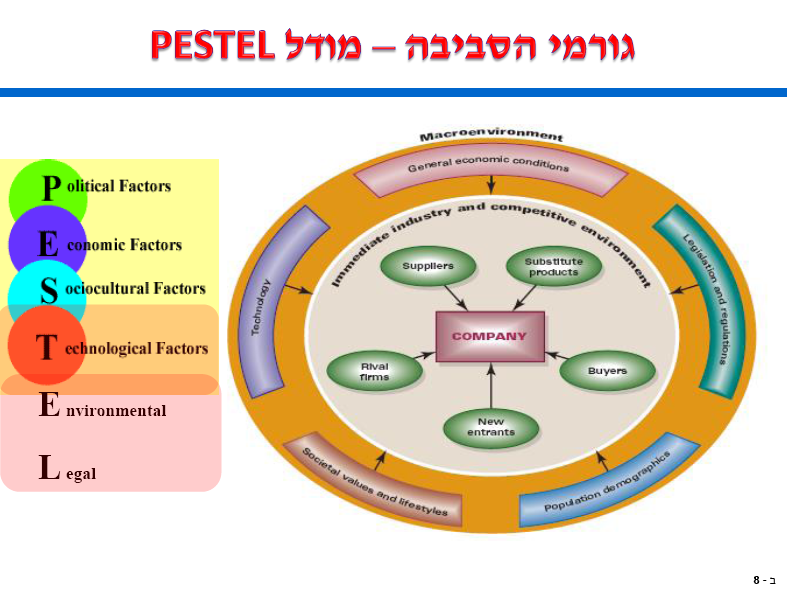 גורמי הסביבה – מודל PESTEL
Political Factors
Economic Factors
Sociocultural Factors
Technological Factors
Environmental
Legal
Macroenvironment
General economic conditions
Immediate industry and competitive environment
Technology
Legislation and regulations
Suppliers
Substitute
products
COMPANY
Rival
firms
Buyers
New
entrants
Societal values and lifestyles
Population demographics
ב - 8